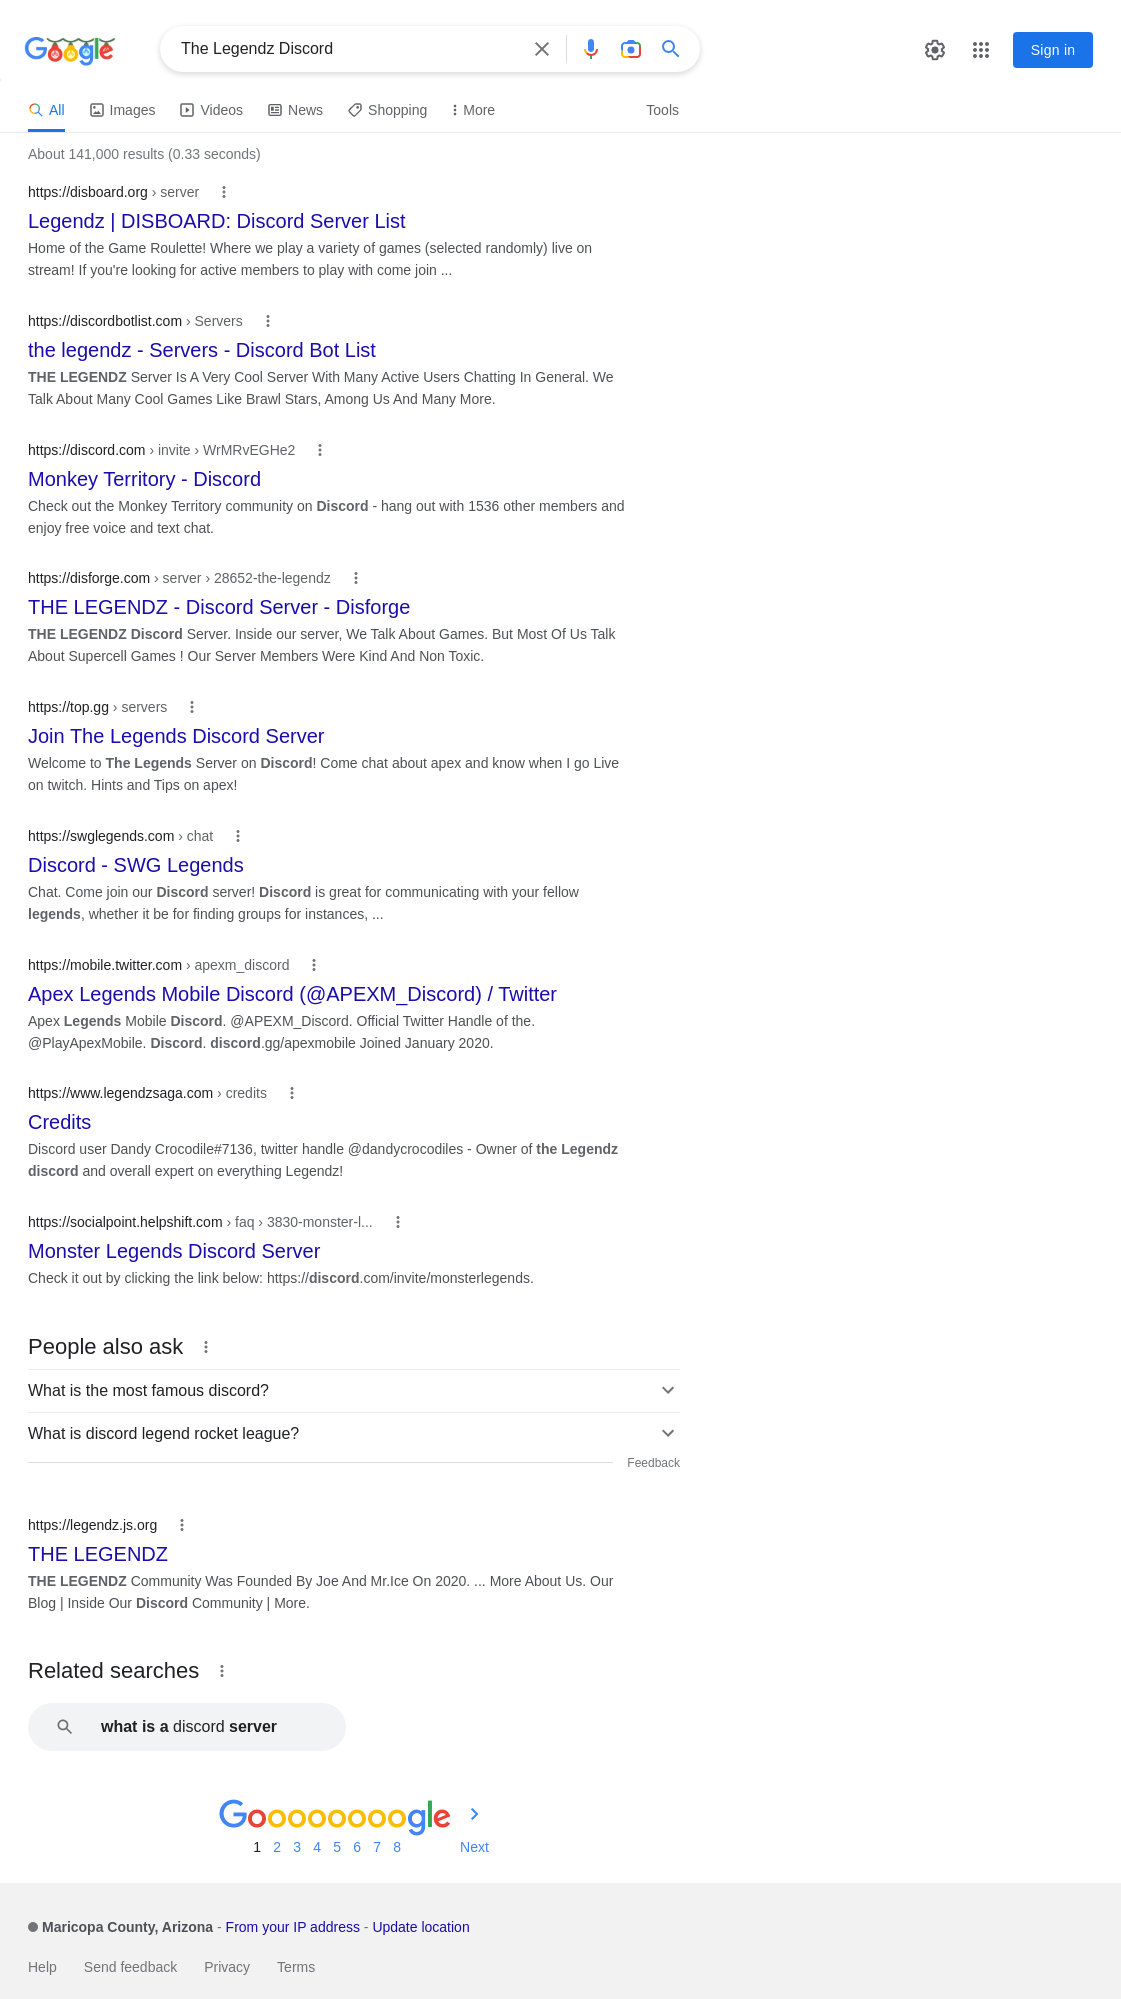 Google
The Legendz Discord
Sign in
All Images Videos News Shopping More Tools
About 141,000 results (0.33 seconds)
https://disboard.org › server
Legendz | DISBOARD: Discord Server List
Home of the Game Roulette! Where we play a variety of games (selected randomly) live on
stream! If you're looking for active members to play with come join ...
https://discordbotlist.com › Servers
the legendz - Servers - Discord Bot List
THE LEGENDZ Server Is A Very Cool Server With Many Active Users Chatting In General. We
Talk About Many Cool Games Like Brawl Stars, Among Us And Many More.
https://discord.com › invite › WrMRvEGHe2
Monkey Territory - Discord
Check out the Monkey Territory community on Discord - hang out with 1536 other members and
enjoy free voice and text chat.
https://disforge.com › server › 28652-the-legendz
THE LEGENDZ - Discord Server - Disforge
THE LEGENDZ Discord Server. Inside our server, We Talk About Games. But Most Of Us Talk
About Supercell Games ! Our Server Members Were Kind And Non Toxic.
https://top.gg › servers
Join The Legends Discord Server
Welcome to The Legends Server on Discord! Come chat about apex and know when I go Live
on twitch. Hints and Tips on apex!
https://swglegends.com › chat
Discord - SWG Legends
Chat. Come join our Discord server! Discord is great for communicating with your fellow
legends, whether it be for finding groups for instances, ...
https://mobile.twitter.com › apexm_discord
Apex Legends Mobile Discord (@APEXM_Discord) / Twitter
Apex Legends Mobile Discord. @APEXM_Discord. Official Twitter Handle of the.
@PlayApexMobile. Discord. discord.gg/apexmobile Joined January 2020.
https://www.legendzsaga.com › credits
Credits
Discord user Dandy Crocodile#7136, twitter handle @dandycrocodiles - Owner of the Legendz
discord and overall expert on everything Legendz!
https://socialpoint.helpshift.com › faq › 3830-monster-l...
Monster Legends Discord Server
Check it out by clicking the link below: https://discord.com/invite/monsterlegends.
People also ask
What is the most famous discord?
What is discord legend rocket league?
Feedback
https://legendz.js.org
THE LEGENDZ
THE LEGENDZ Community Was Founded By Joe And Mr.Ice On 2020. ... More About Us. Our
Blog | Inside Our Discord Community | More.
Related searches
what is a discord server
Goooooooogle
1 2 3 4 5 6 7 8 Next
Maricopa County, Arizona - From your IP address - Update location
Help Send feedback Privacy Terms